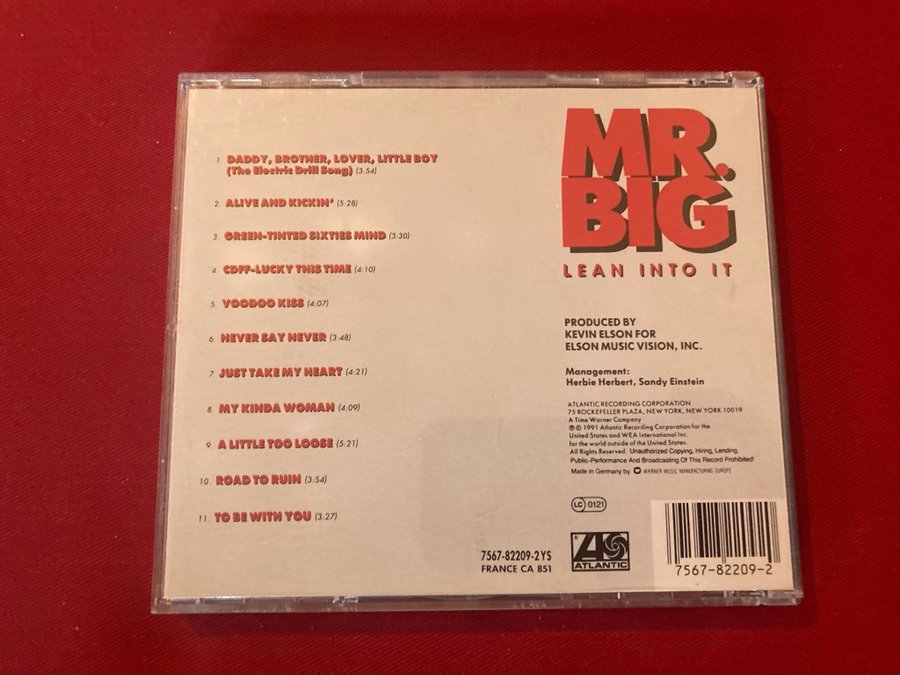 1. DADDY, BROTHER, LOVER, LITTLE BOY
(The Electric Drill Song) (3:54)
2. ALIVE AND KICKIN' (5:28)
3. GREEN-TINTED SIXTIES MIND (3:30)
4. CDFF-LUCKY THIS TIME (4:10)
5. VOODOO KISS (4:07)
6. NEVER SAY NEVER (3:48)
7. JUST TAKE MY HEART (4:21)
8. MY KINDA WOMAN (4:09)
9. A LITTLE TOO LOOSE (5:21)
10. ROAD TO RUIN (3:54)
11. TO BE WITH YOU (3:27)
MR.
BIG
LEAN INTO IT
PRODUCED BY
KEVIN ELSON FOR
ELSON MUSIC VISION, INC.
Management:
Herbie Herbert, Sandy Einstein
ATLANTIC RECORDING CORPORATION
75 ROCKEFELLER PLAZA, NEW YORK, NEW YORK 10019
A Time Warner Company
℗ © 1991 Atlantic Recording Corporation for the
United States and WEA International Inc.
for the world outside of the United States.
All Rights Reserved. Unauthorized Copying, Hiring, Lending,
Public-Performance And Broadcasting Of This Record Prohibited!
Made in Germany by WARNER MUSIC MANUFACTURING EUROPE
LC 0121
7567-82209-2YS
FRANCE CA 851
ATLANTIC
7567-82209-2